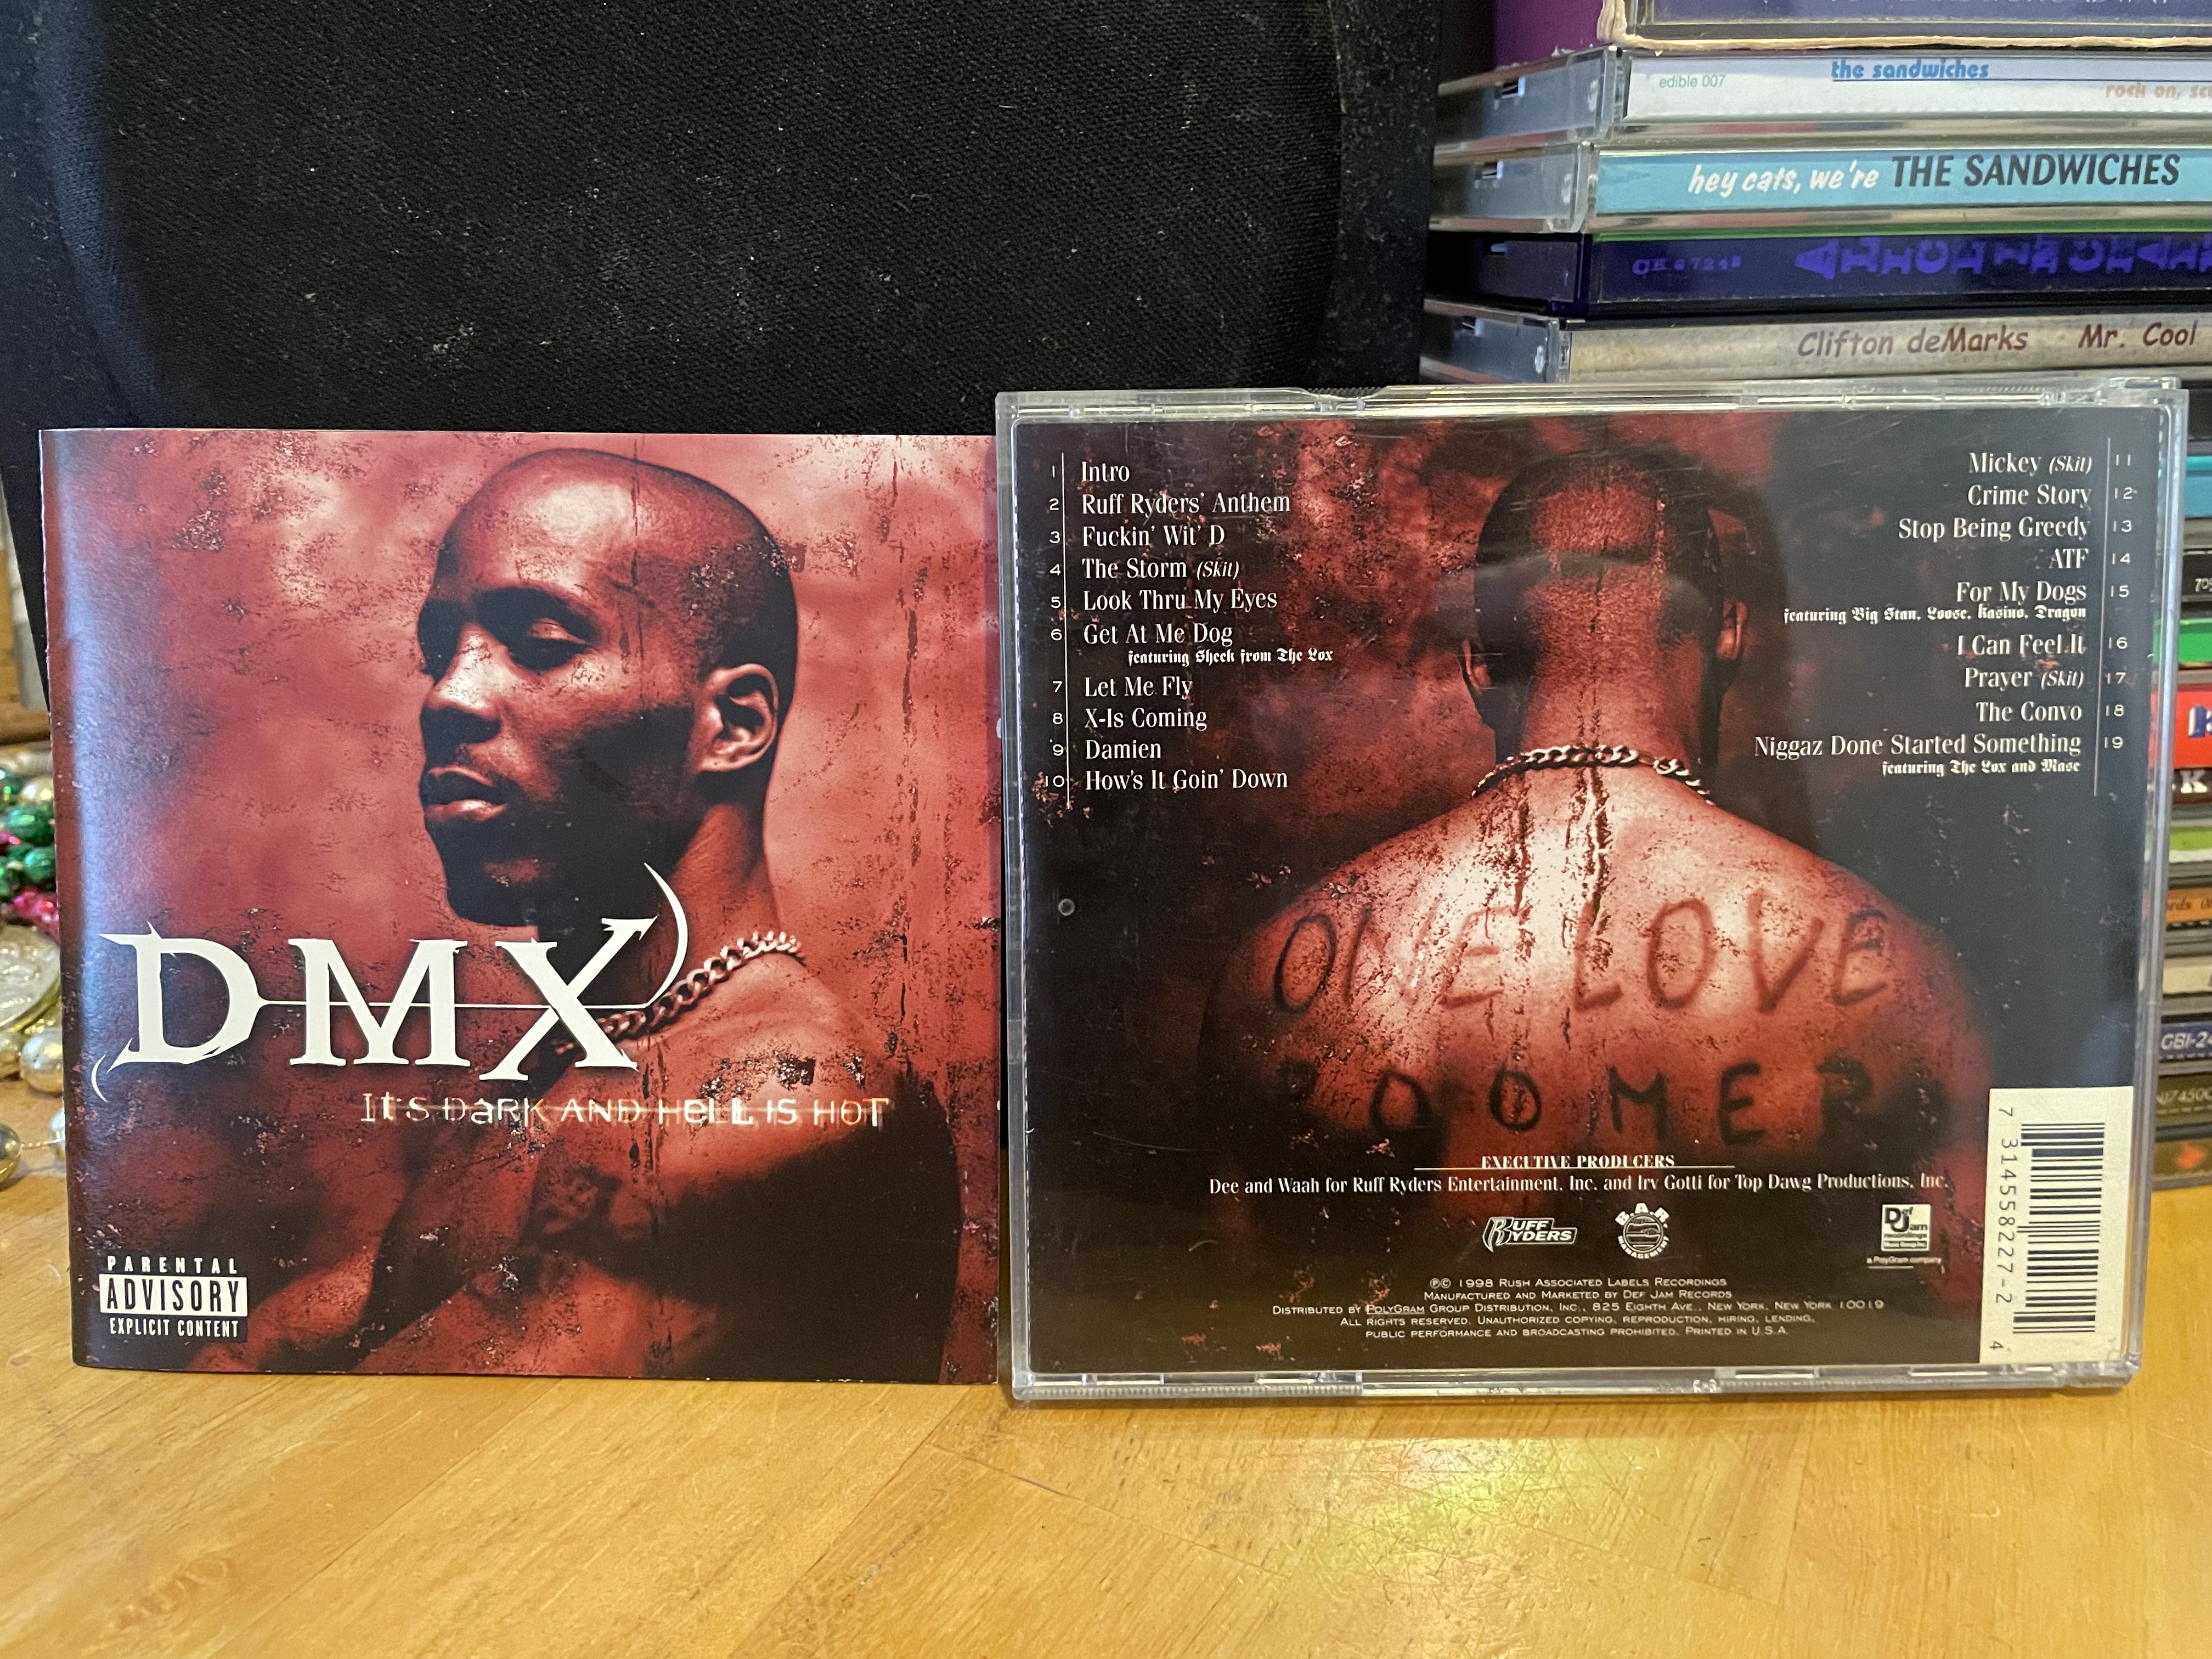 edible 007
the sandwiches
rock on,
hey cats, we're THE SANDWICHES
CK 67248
Clifton deMarks Mr. Cool
DMX
It's Dark and Hell is Hot
PARENTAL
ADVISORY
EXPLICIT CONTENT
1 Intro
2 Ruff Ryders' Anthem
3 Fuckin' Wit' D
4 The Storm (Skit)
5 Look Thru My Eyes
6 Get At Me Dog
featuring Sheek from The Lox
7 Let Me Fly
8 X-Is Coming
9 Damien
10 How's It Goin' Down
Mickey (Skit) 11
Crime Story 12
Stop Being Greedy 13
ATF 14
For My Dogs 15
featuring Big Stan, Loose, Kasino, Dragon
I Can Feel It 16
Prayer (Skit) 17
The Convo 18
Niggaz Done Started Something 19
featuring The Lox and Mase
ONE LOVE
BOOMER
EXECUTIVE PRODUCERS
Dee and Waah for Ruff Ryders Entertainment, Inc. and Irv Gotti for Top Dawg Productions, Inc.
RUFF RYDERS
B.A.R. MANAGEMENT
Def Jam recordings
a PolyGram company
℗© 1998 Rush Associated Labels Recordings
Manufactured and Marketed by Def Jam Records
Distributed by PolyGram Group Distribution, Inc., 825 Eighth Ave., New York, New York 10019
All rights reserved. Unauthorized copying, reproduction, hiring, lending,
public performance and broadcasting prohibited. Printed in U.S.A.
7 31455 8227-2 4